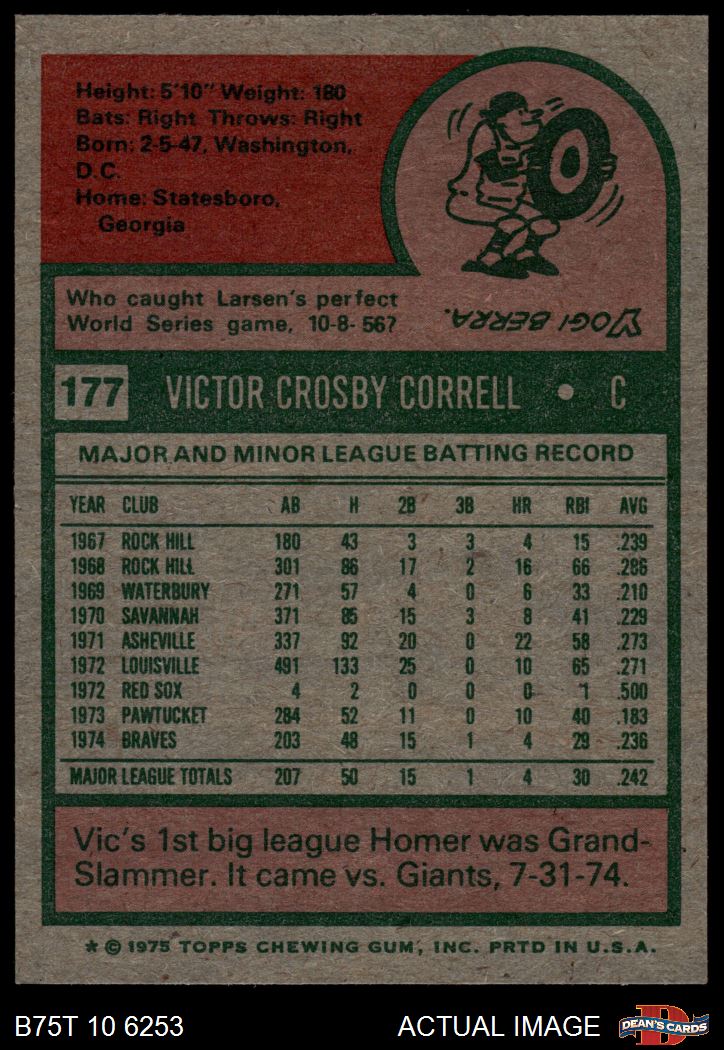 Height: 5'10" Weight: 180
Bats: Right Throws: Right
Born: 2-5-47, Washington,
D.C.
Home: Statesboro,
Georgia
Who caught Larsen's perfect
World Series game, 10-8-56?
YOGI BERRA.
177 VICTOR CROSBY CORRELL • C
MAJOR AND MINOR LEAGUE BATTING RECORD
YEAR CLUB AB H 2B 3B HR RBI AVG
1967 ROCK HILL 180 43 3 3 4 15 .239
1968 ROCK HILL 301 86 17 2 16 66 .286
1969 WATERBURY 271 57 4 0 6 33 .210
1970 SAVANNAH 371 85 15 3 8 41 .229
1971 ASHEVILLE 337 92 20 0 22 58 .273
1972 LOUISVILLE 491 133 25 0 10 65 .271
1972 RED SOX 4 2 0 0 0 1 .500
1973 PAWTUCKET 284 52 11 0 10 40 .183
1974 BRAVES 203 48 15 1 4 29 .236
MAJOR LEAGUE TOTALS 207 50 15 1 4 30 .242
Vic's 1st big league Homer was Grand-
Slammer. It came vs. Giants, 7-31-74.
* © 1975 TOPPS CHEWING GUM, INC. PRTD IN U.S.A.
B75T 10 6253 ACTUAL IMAGE D DEAN'S CARDS